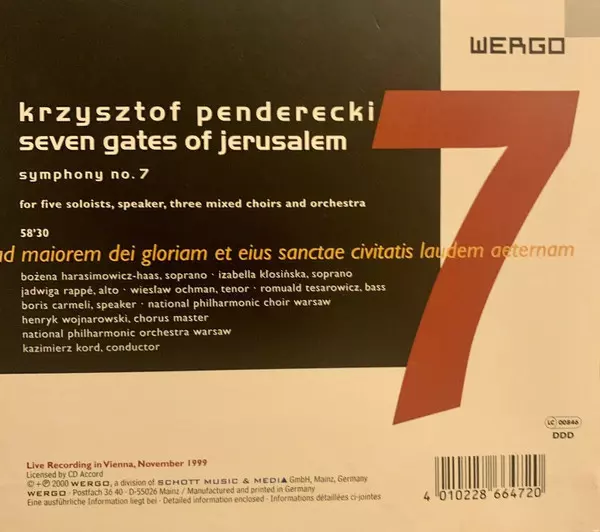 WERGO
krzysztof penderecki
seven gates of jerusalem
symphony no. 7
7
for five soloists, speaker, three mixed choirs and orchestra
58'30
ad maiorem dei gloriam et eius sanctae civitatis laudem aeternam
bożena harasimowicz-haas, soprano · izabella kłosińska, soprano
jadwiga rappé, alto · wiesław ochman, tenor · romuald tesarowicz, bass
boris carmeli, speaker · national philharmonic choir warsaw
henryk wojnarowski, chorus master
national philharmonic orchestra warsaw
kazimierz kord, conductor
LC 00846
DDD
Live Recording in Vienna, November 1999
Licensed by CD Accord
© + ℗ 2000 WERGO, a division of SCHOTT MUSIC & MEDIA GmbH, Mainz, Germany
WERGO · Postfach 36 40 · D-55026 Mainz / Manufactured and printed in Germany
Eine ausführliche Information liegt bei · Detailed information enclosed · Informations détaillées ci-jointes
4 010228 664720